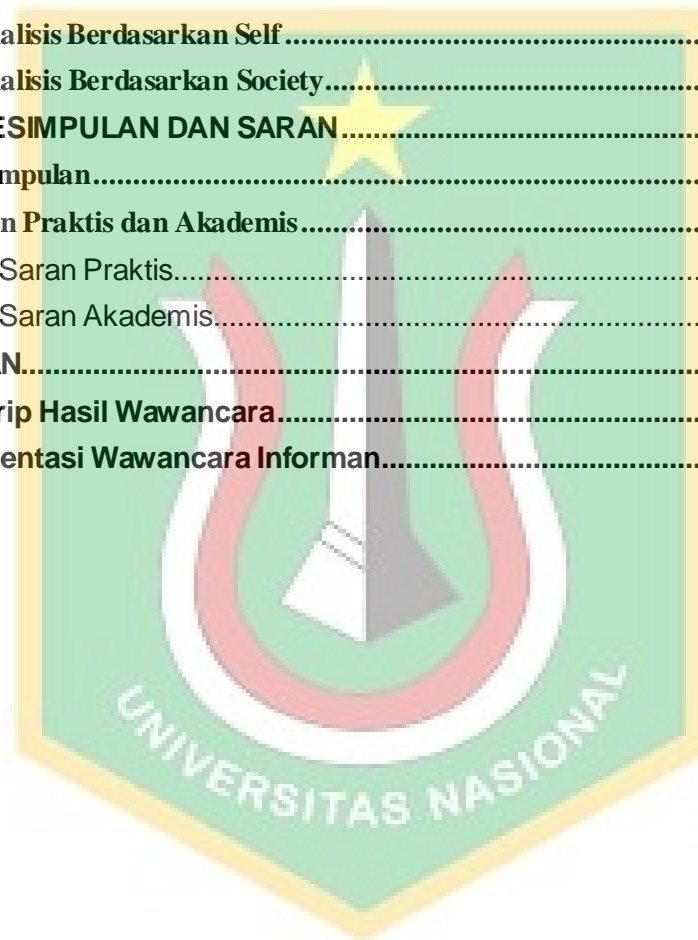 alisis Berdasarkan Self..........................................................
alisis Berdasarkan Society.....................................................
ESIMPULAN DAN SARAN..................................................
mpulan...................................................................................
n Praktis dan Akademis.........................................................
Saran Praktis..........................................................................
Saran Akademis.....................................................................
AN...........................................................................................
rip Hasil Wawancara...........................................................
entasi Wawancara Informan..............................................
UNIVERSITAS NASIONAL